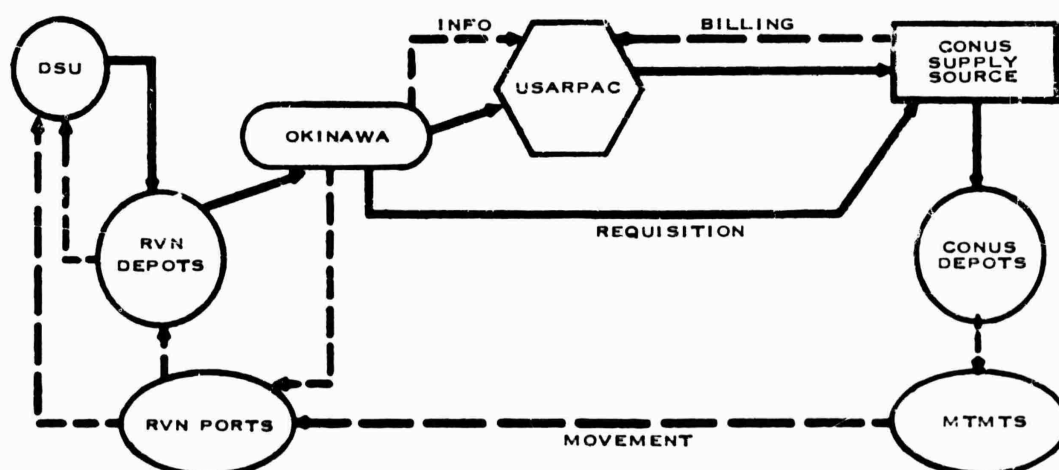 INFO
BILLING
DSU
USARPAC
CONUS
SUPPLY
SOURCE
OKINAWA
REQUISITION
RVN
DEPOTS
CONUS
DEPOTS
RVN PORTS
MOVEMENT
MTMTS